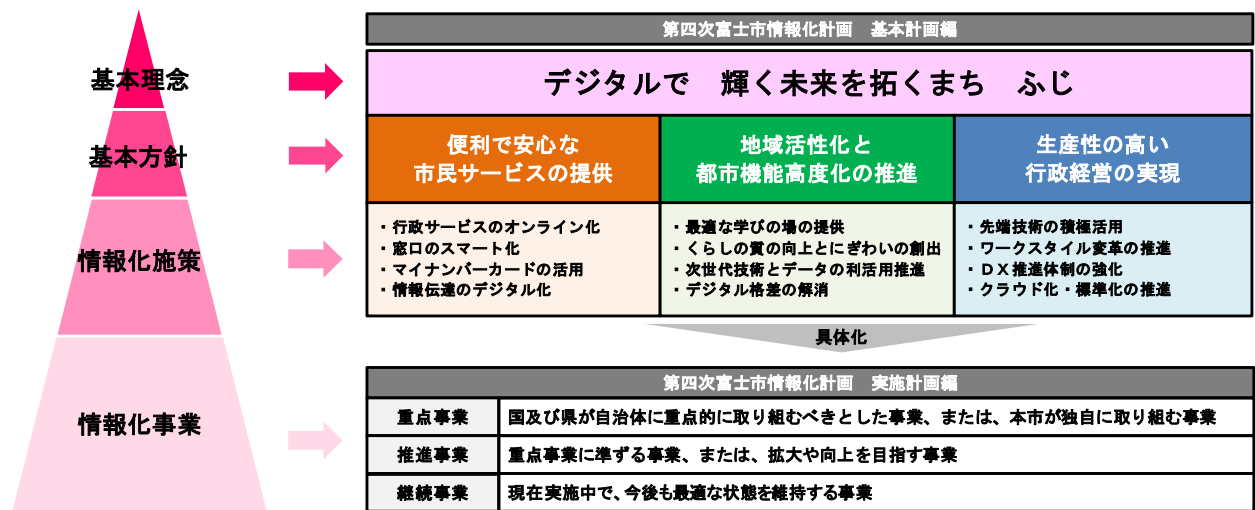 基本理念
基本方針
情報化施策
情報化事業
第四次富士市情報化計画　基本計画編
デジタルで　輝く未来を拓くまち　ふじ
便利で安心な
市民サービスの提供
地域活性化と
都市機能高度化の推進
生産性の高い
行政経営の実現
・行政サービスのオンライン化
・窓口のスマート化
・マイナンバーカードの活用
・情報伝達のデジタル化
・最適な学びの場の提供
・くらしの質の向上とにぎわいの創出
・次世代技術とデータの利活用推進
・デジタル格差の解消
・先端技術の積極活用
・ワークスタイル変革の推進
・ＤＸ推進体制の強化
・クラウド化・標準化の推進
具体化
第四次富士市情報化計画　実施計画編
重点事業 国及び県が自治体に重点的に取り組むべきとした事業、または、本市が独自に取り組む事業
推進事業 重点事業に準ずる事業、または、拡大や向上を目指す事業
継続事業 現在実施中で、今後も最適な状態を維持する事業